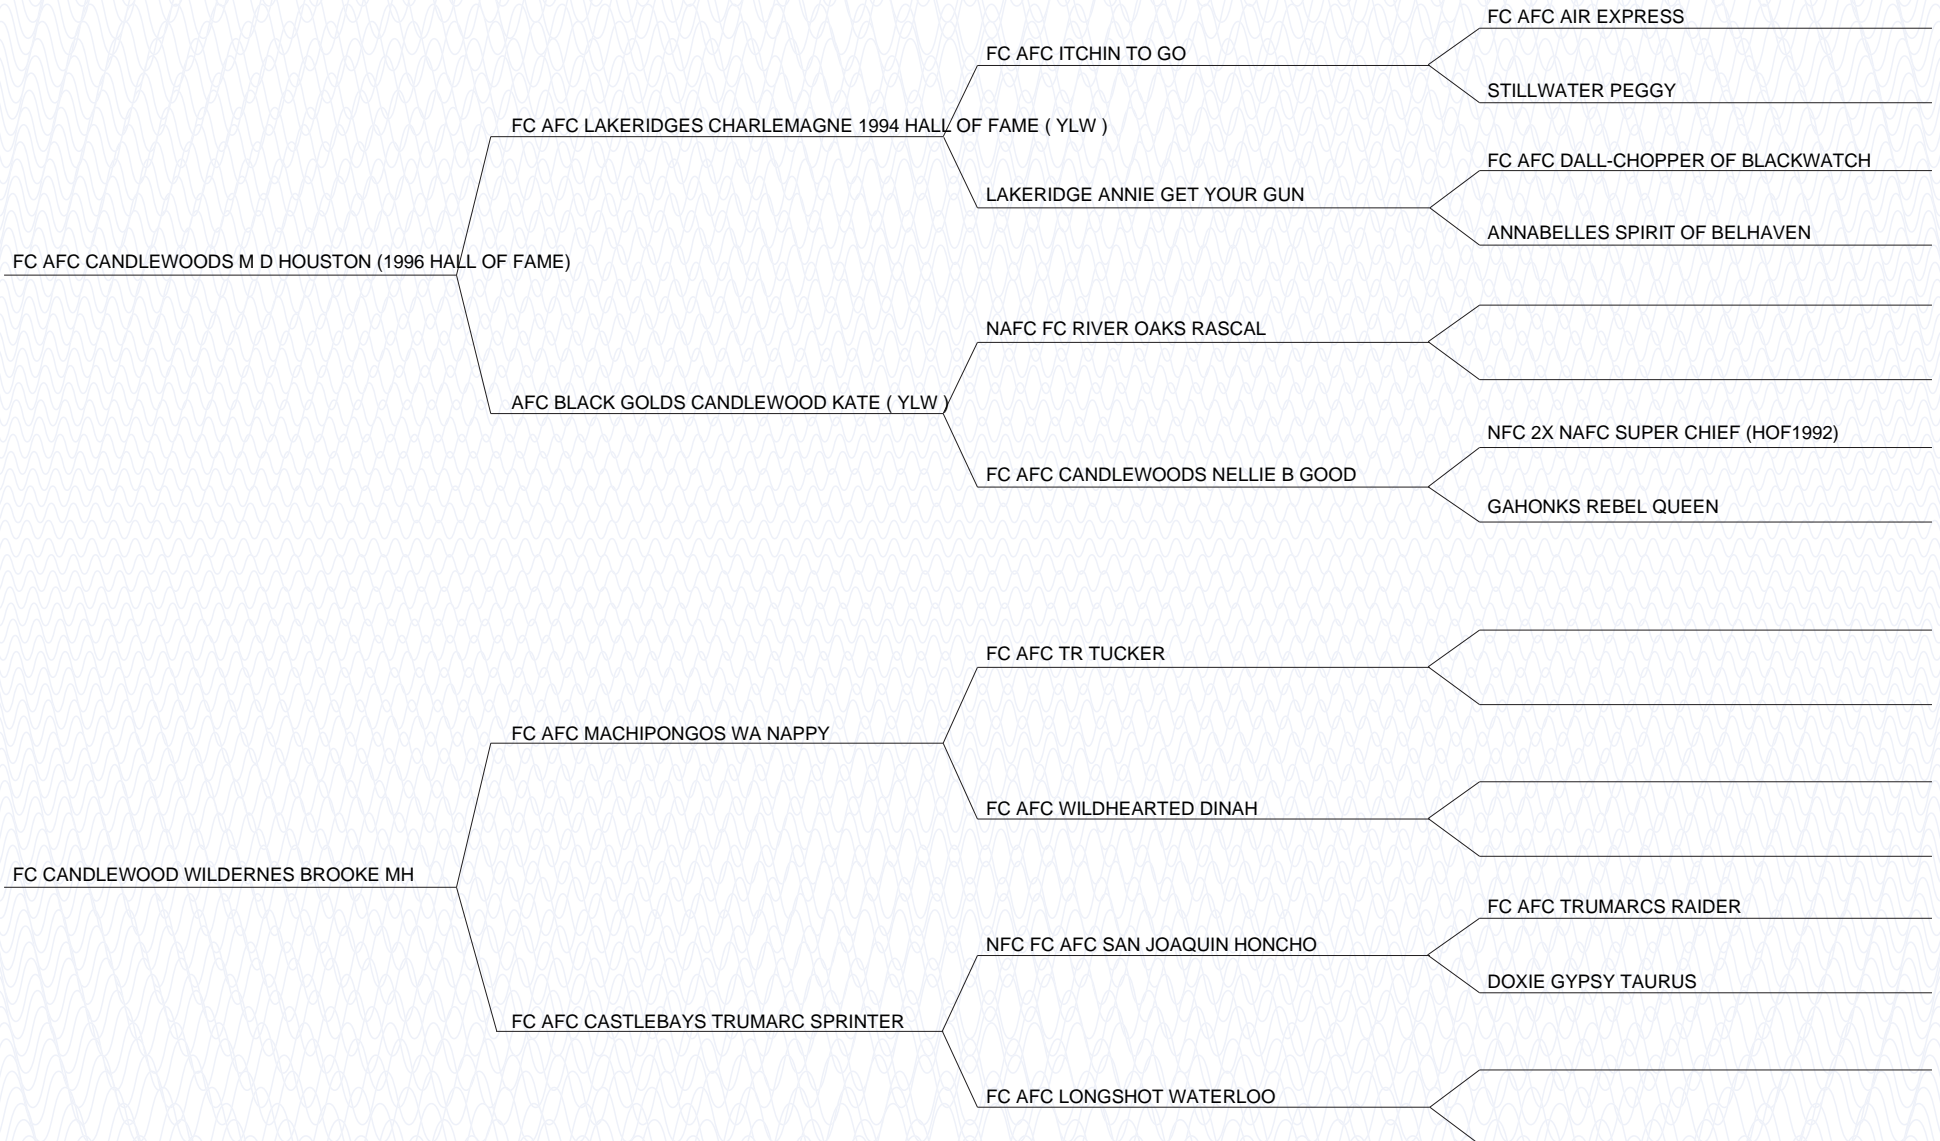 FC AFC AIR EXPRESS
FC AFC ITCHIN TO GO
STILLWATER PEGGY
FC AFC LAKERIDGES CHARLEMAGNE 1994 HALL OF FAME ( YLW )
FC AFC DALL-CHOPPER OF BLACKWATCH
LAKERIDGE ANNIE GET YOUR GUN
ANNABELLES SPIRIT OF BELHAVEN
FC AFC CANDLEWOODS M D HOUSTON (1996 HALL OF FAME)
NAFC FC RIVER OAKS RASCAL
AFC BLACK GOLDS CANDLEWOOD KATE ( YLW )
NFC 2X NAFC SUPER CHIEF (HOF1992)
FC AFC CANDLEWOODS NELLIE B GOOD
GAHONKS REBEL QUEEN
FC AFC TR TUCKER
FC AFC MACHIPONGOS WA NAPPY
FC AFC WILDHEARTED DINAH
FC CANDLEWOOD WILDERNES BROOKE MH
FC AFC TRUMARCS RAIDER
NFC FC AFC SAN JOAQUIN HONCHO
DOXIE GYPSY TAURUS
FC AFC CASTLEBAYS TRUMARC SPRINTER
FC AFC LONGSHOT WATERLOO